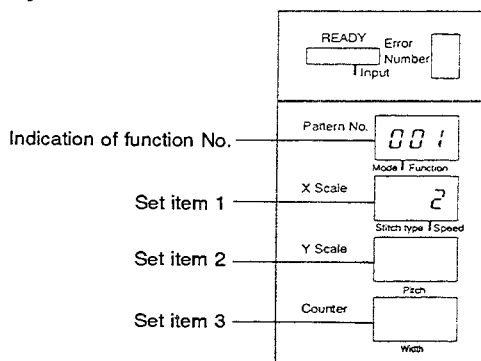 READY
Error
Number
Input
Indication of function No.
Pattern No.
001
Mode Function
Set item 1
X Scale
2
Stitch type Speed
Set item 2
Y Scale
Pitch
Set item 3
Counter
Width